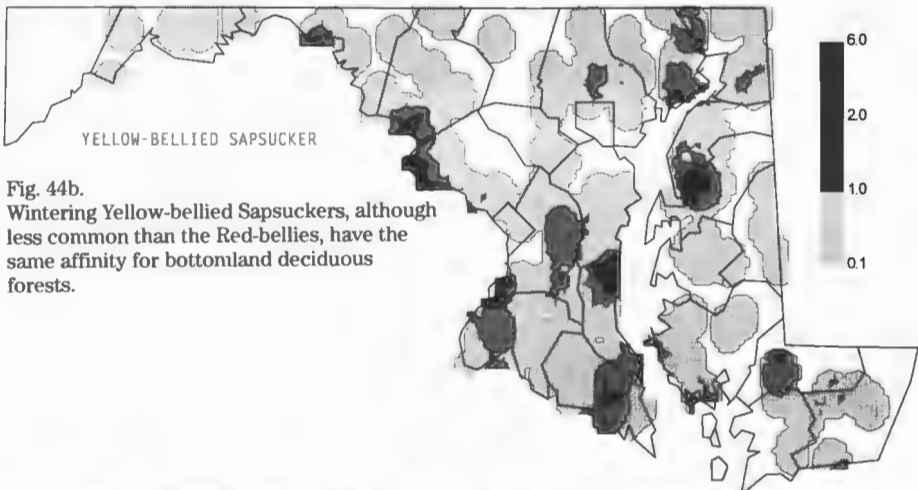 6.0
2.0
1.0
0.1
YELLOW-BELLIED SAPSUCKER
Fig. 44b.
Wintering Yellow-bellied Sapsuckers, although
less common than the Red-bellies, have the
same affinity for bottomland deciduous
forests.